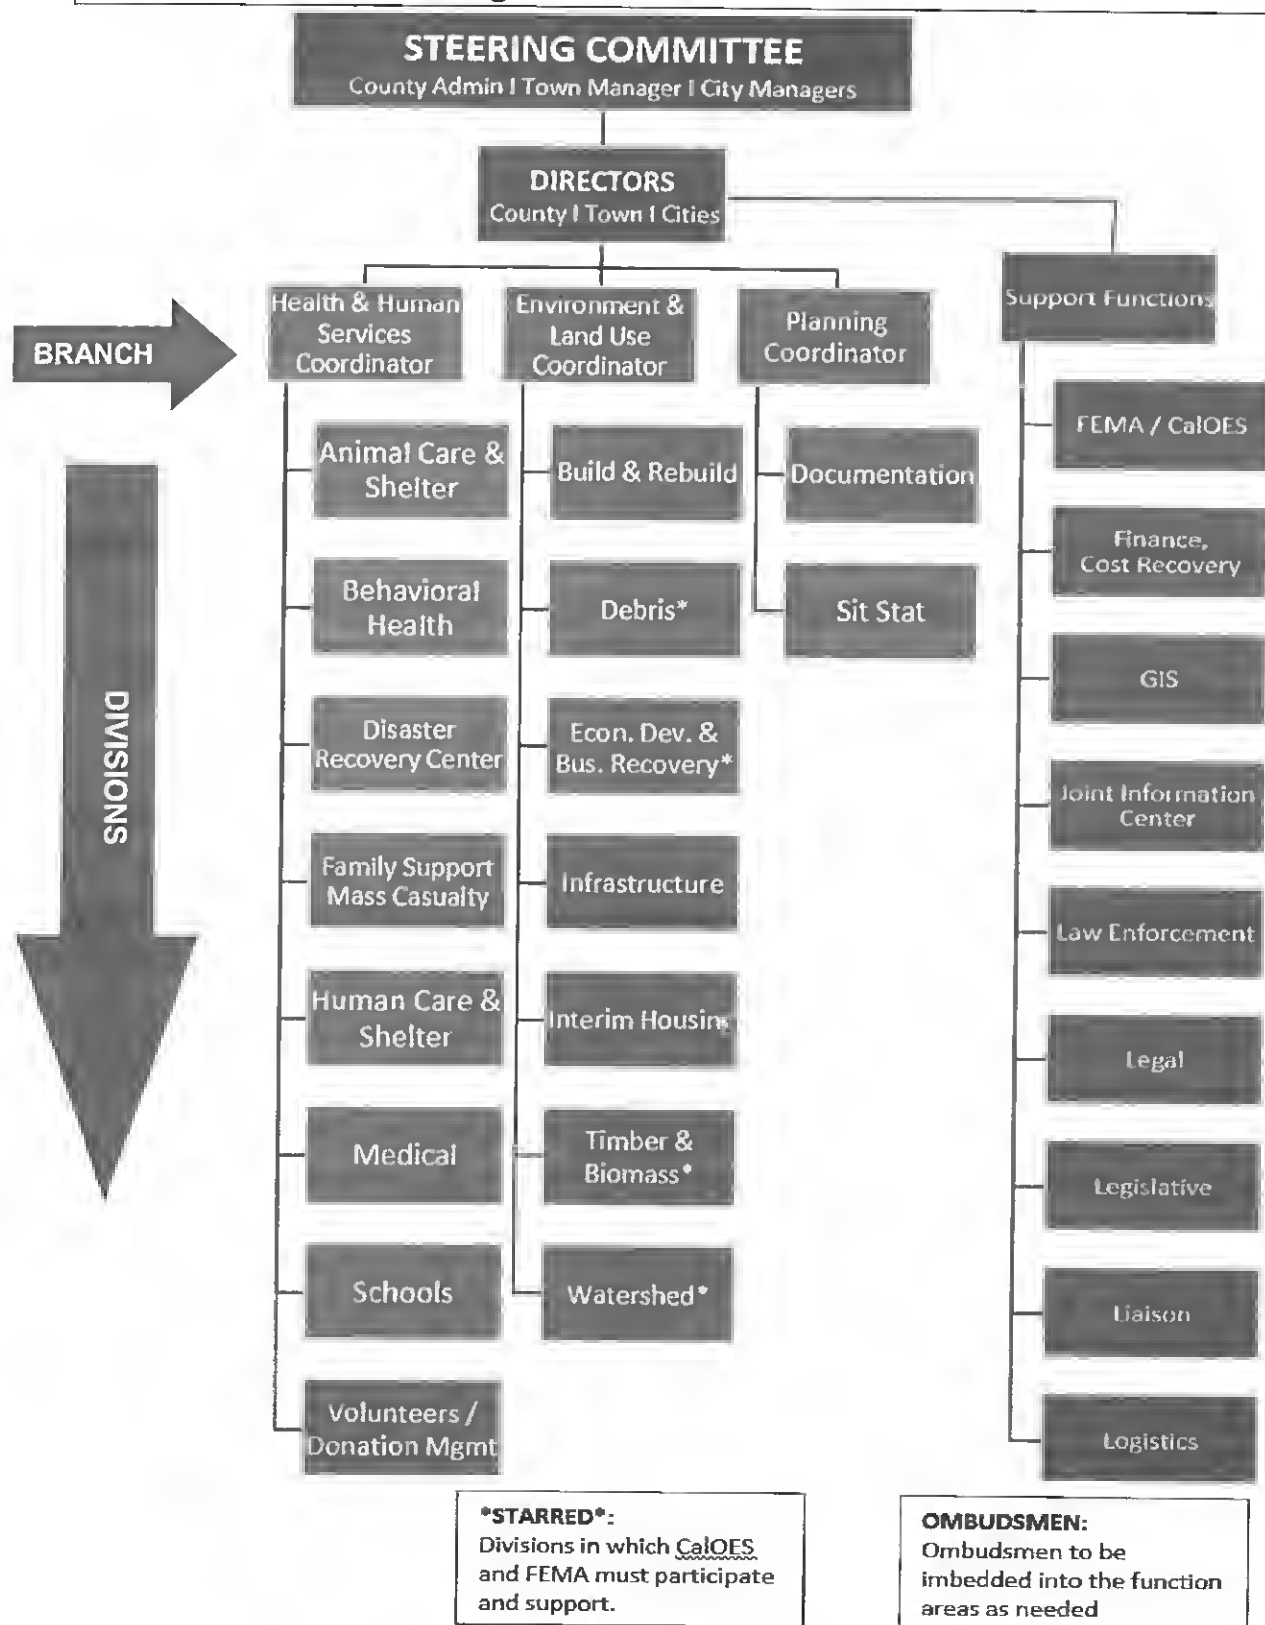 STEERING COMMITTEE
County Admin I Town Manager I City Managers
DIRECTORS
County I Town I Cities
BRANCH
DIVISIONS
Health & Human
Services
Coordinator
Animal Care &
Shelter
Behavioral
Health
Disaster
Recovery Center
Family Support
Mass Casualty
Human Care &
Shelter
Medical
Schools
Volunteers /
Donation Mgmt
Environment &
Land Use
Coordinator
Build & Rebuild
Debris*
Econ. Dev. &
Bus. Recovery*
Infrastructure
Interim Housing
Timber &
Biomass*
Watershed*
Planning
Coordinator
Documentation
Sit Stat
Support Functions
FEMA / CalOES
Finance,
Cost Recovery
GIS
Joint Information
Center
Law Enforcement
Legal
Legislative
Liaison
Logistics
*STARRED*:
Divisions in which CalOES
and FEMA must participate
and support.
OMBUDSMEN:
Ombudsmen to be
imbedded into the function
areas as needed